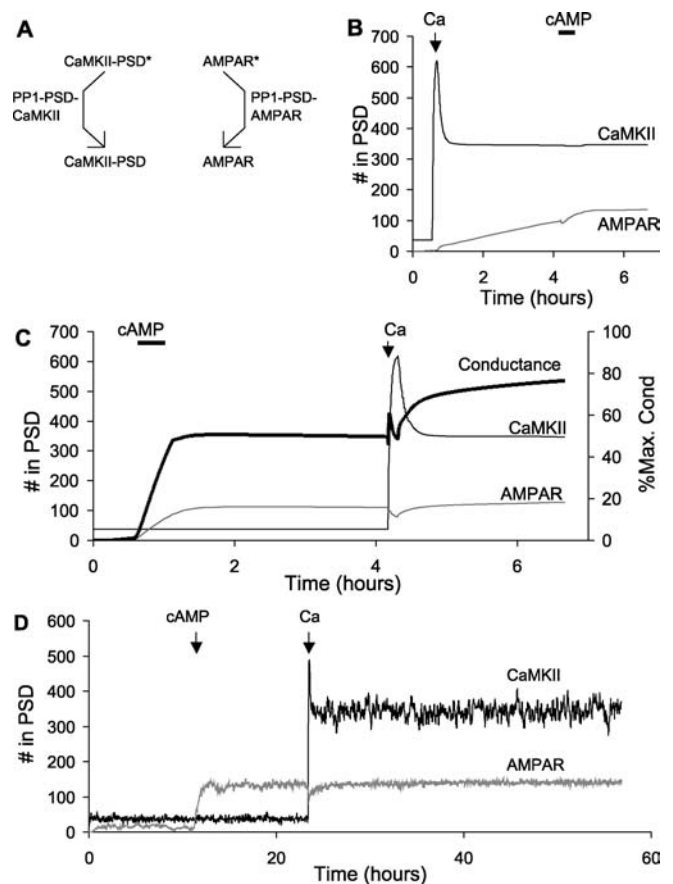 A
CaMKII-PSD* AMPAR*
PP1-PSD-CaMKII PP1-PSD-AMPAR
CaMKII-PSD AMPAR
B
Ca cAMP
700
600
500
400
300
200
100
0
# in PSD
CaMKII
AMPAR
0 2 4 6
Time (hours)
C
cAMP Ca
700
600
500
400
300
200
100
0
# in PSD
Conductance
CaMKII
AMPAR
100
80
60
40
20
0
%Max. Cond
0 2 4 6
Time (hours)
D
cAMP Ca
600
500
400
300
200
100
0
# in PSD
CaMKII
AMPAR
0 20 40 60
Time (hours)